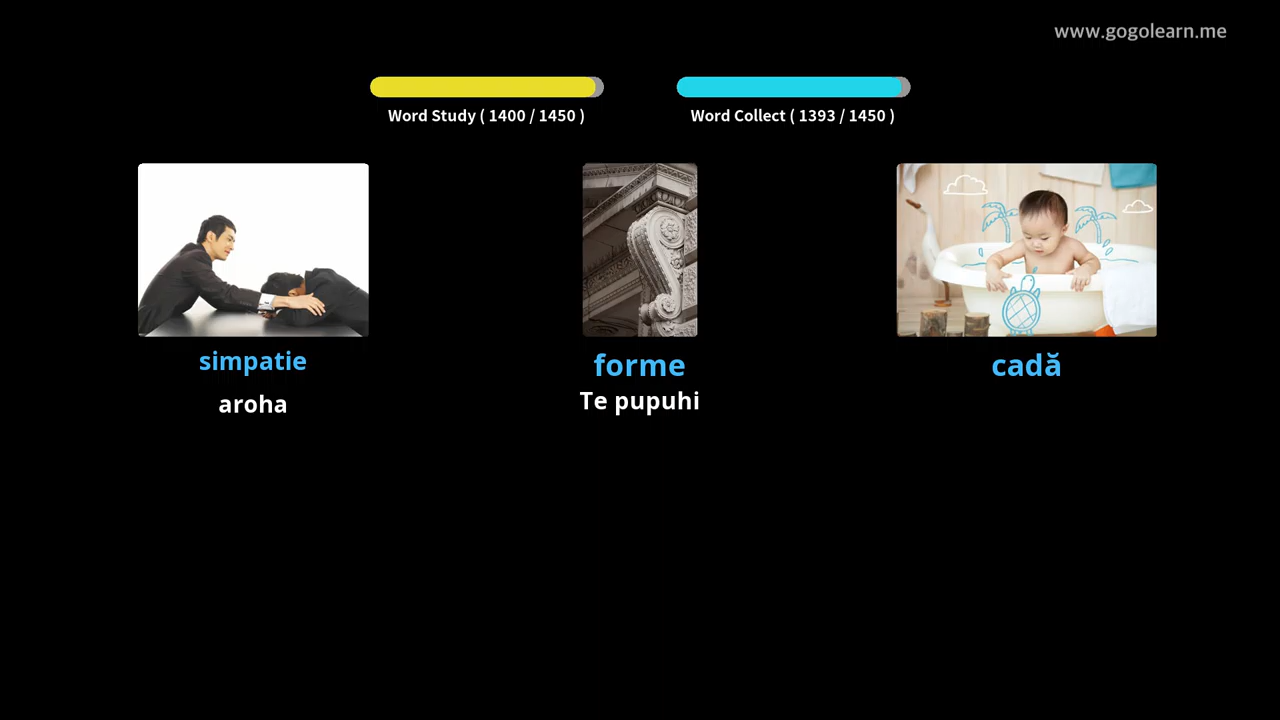 www.gogolearn.me
Word Study ( 1400 / 1450 )
Word Collect ( 1393 / 1450 )
simpatie
aroha
forme
Te pupuhi
cadă